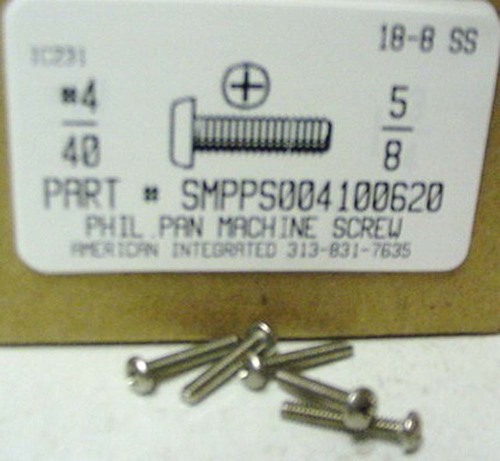 18-8 SS
IC231
#4
40
5
8
PART # SMPPS004100620
PHIL.PAN MACHINE SCREW
AMERICAN INTEGRATED 313-831-7635